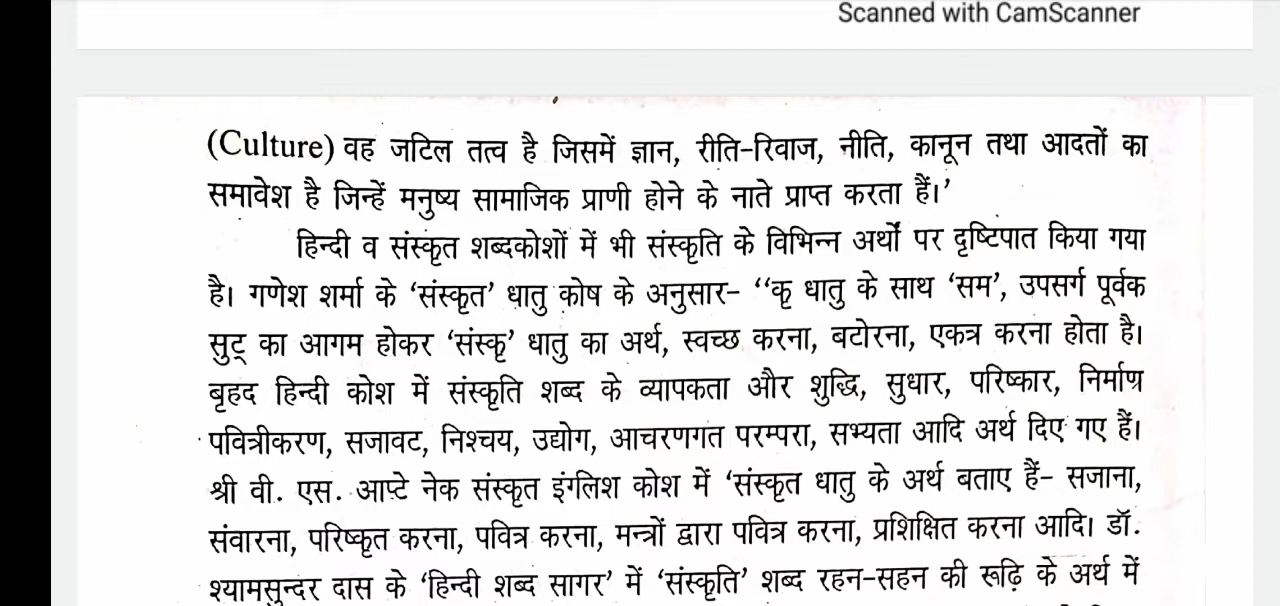 Scanned with CamScanner
(Culture) वह जटिल तत्व है जिसमें ज्ञान, रीति-रिवाज, नीति, कानून तथा आदतों का
समावेश है जिन्हें मनुष्य सामाजिक प्राणी होने के नाते प्राप्त करता हैं।'
हिन्दी व संस्कृत शब्दकोशों में भी संस्कृति के विभिन्न अर्थों पर दृष्टिपात किया गया
है। गणेश शर्मा के 'संस्कृत' धातु कोष के अनुसार- ''कृ धातु के साथ 'सम', उपसर्ग पूर्वक
सुट् का आगम होकर 'संस्कृ' धातु का अर्थ, स्वच्छ करना, बटोरना, एकत्र करना होता है।
बृहद हिन्दी कोश में संस्कृति शब्द के व्यापकता और शुद्धि, सुधार, परिष्कार, निर्माण
पवित्रीकरण, सजावट, निश्चय, उद्योग, आचरणगत परम्परा, सभ्यता आदि अर्थ दिए गए हैं।
श्री वी. एस. आप्टे नेक संस्कृत इंगलिश कोश में 'संस्कृत धातु के अर्थ बताए हैं- सजाना,
संवारना, परिष्कृत करना, पवित्र करना, मन्त्रों द्वारा पवित्र करना, प्रशिक्षित करना आदि। डॉ.
श्यामसुन्दर दास के 'हिन्दी शब्द सागर' में 'संस्कृति' शब्द रहन-सहन की रूढ़ि के अर्थ में